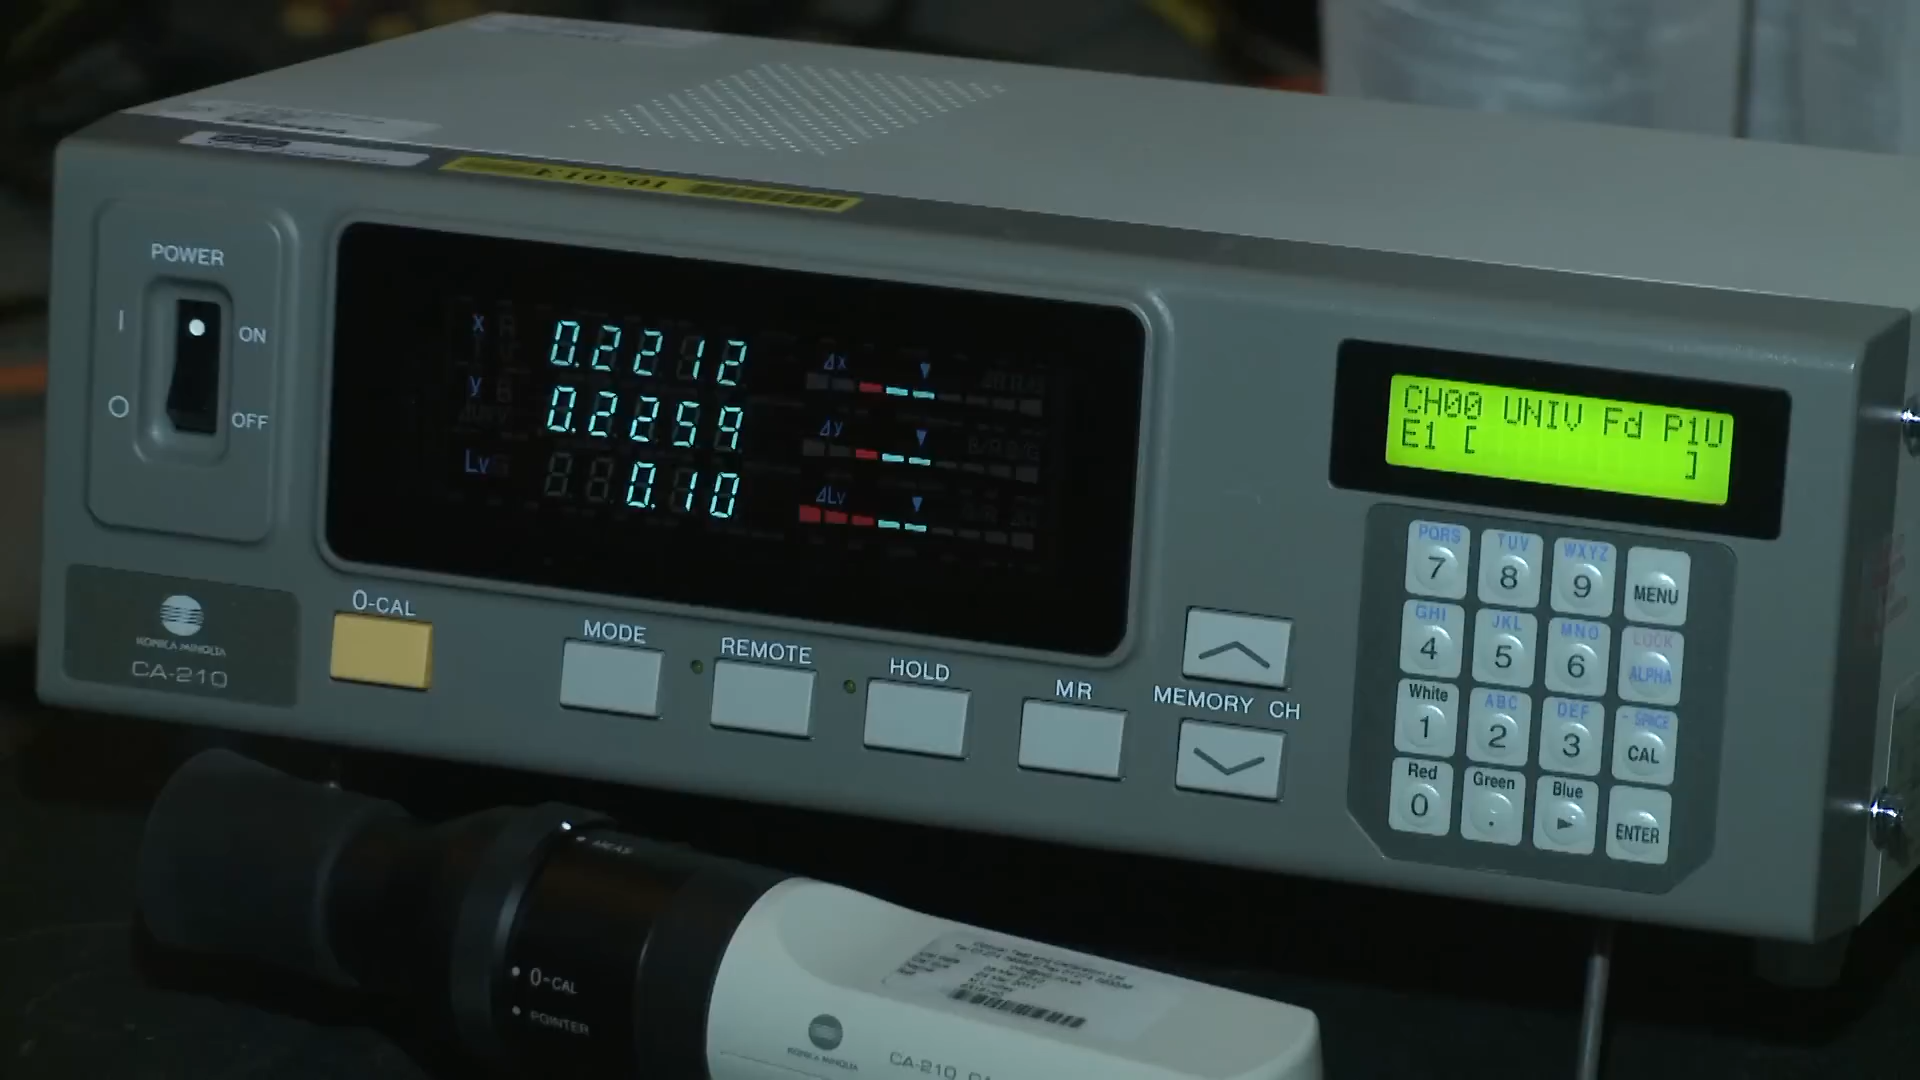 E10701
POWER
I
ON
O
OFF
x
0.2212
Δx
y
0.2259
Δy
Lv
0.10
ΔLv
CH00 UNIV Fd P1U
E1 [ ]
KONICA MINOLTA
CA-210
0-CAL
MODE
REMOTE
HOLD
MR
MEMORY CH
PQRS
7
TUV
8
WXYZ
9
MENU
GHI
4
JKL
5
MNO
6
LOCK
ALPHA
White
1
ABC
2
DEF
3
- SPACE
CAL
Red
0
Green
.
Blue
ENTER
MEAS
0-CAL
POINTER
KONICA MINOLTA
CA-210